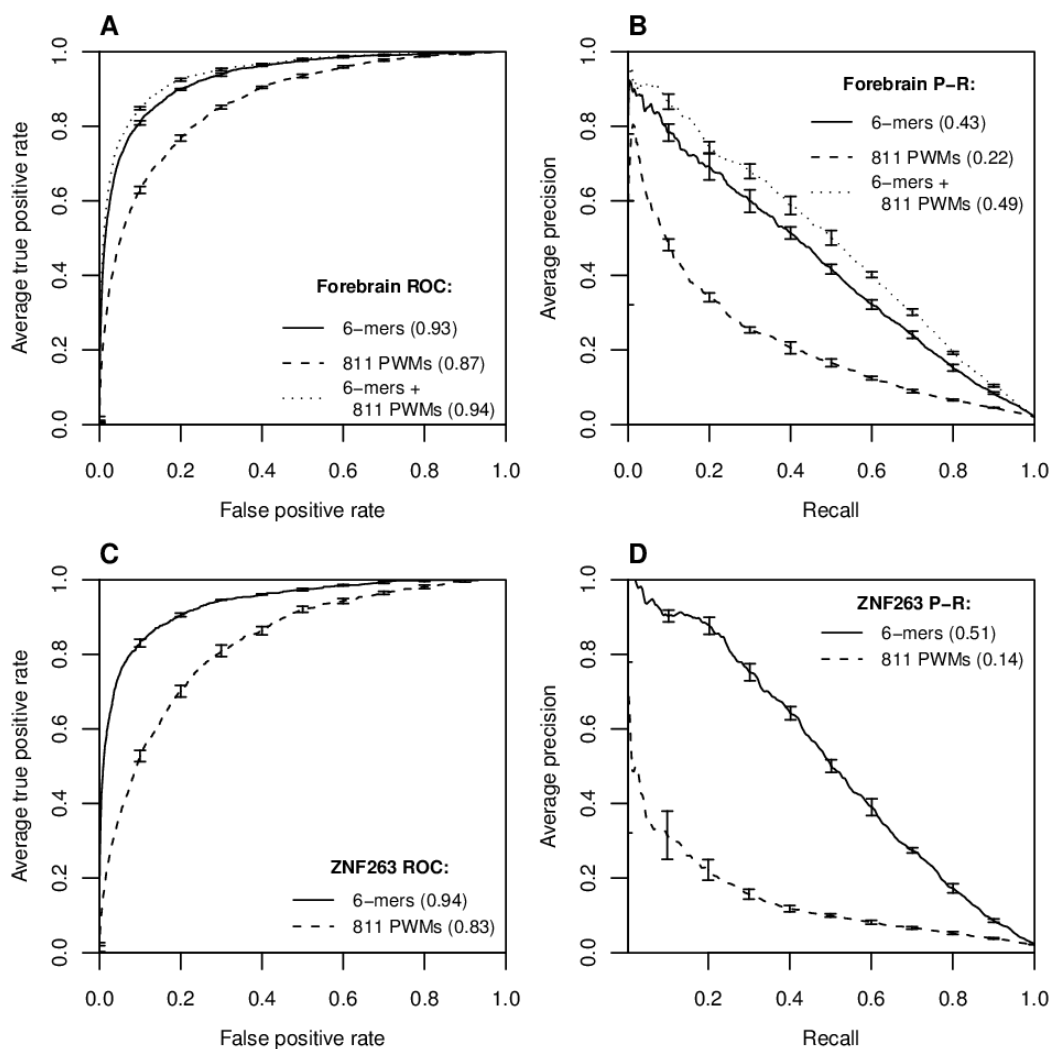 A
Average true positive rate
1.0
0.8
0.6
0.4
0.2
0.0
Forebrain ROC:
6−mers (0.93)
811 PWMs (0.87)
6−mers +
811 PWMs (0.94)
0.0 0.2 0.4 0.6 0.8 1.0
False positive rate
B
Average precision
1.0
0.8
0.6
0.4
0.2
0.0
Forebrain P−R:
6−mers (0.43)
811 PWMs (0.22)
6−mers +
811 PWMs (0.49)
0.0 0.2 0.4 0.6 0.8 1.0
Recall
C
Average true positive rate
1.0
0.8
0.6
0.4
0.2
0.0
ZNF263 ROC:
6−mers (0.94)
811 PWMs (0.83)
0.0 0.2 0.4 0.6 0.8 1.0
False positive rate
D
Average precision
1.0
0.8
0.6
0.4
0.2
0.0
ZNF263 P−R:
6−mers (0.51)
811 PWMs (0.14)
0.2 0.4 0.6 0.8 1.0
Recall